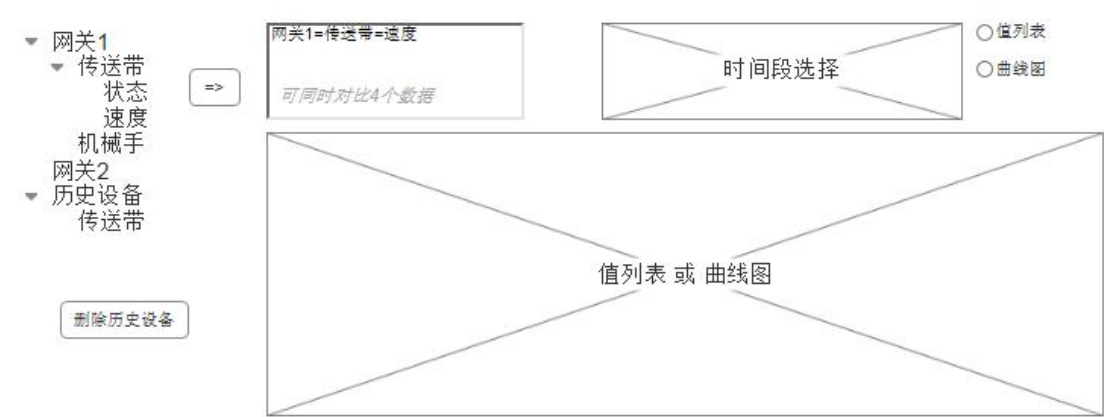 网关1
传送带
状态
速度
机械手
网关2
历史设备
传送带
删除历史设备
=>
网关1=传送带=速度
可同时对比4个数据
时间段选择
值列表
曲线图
值列表 或 曲线图